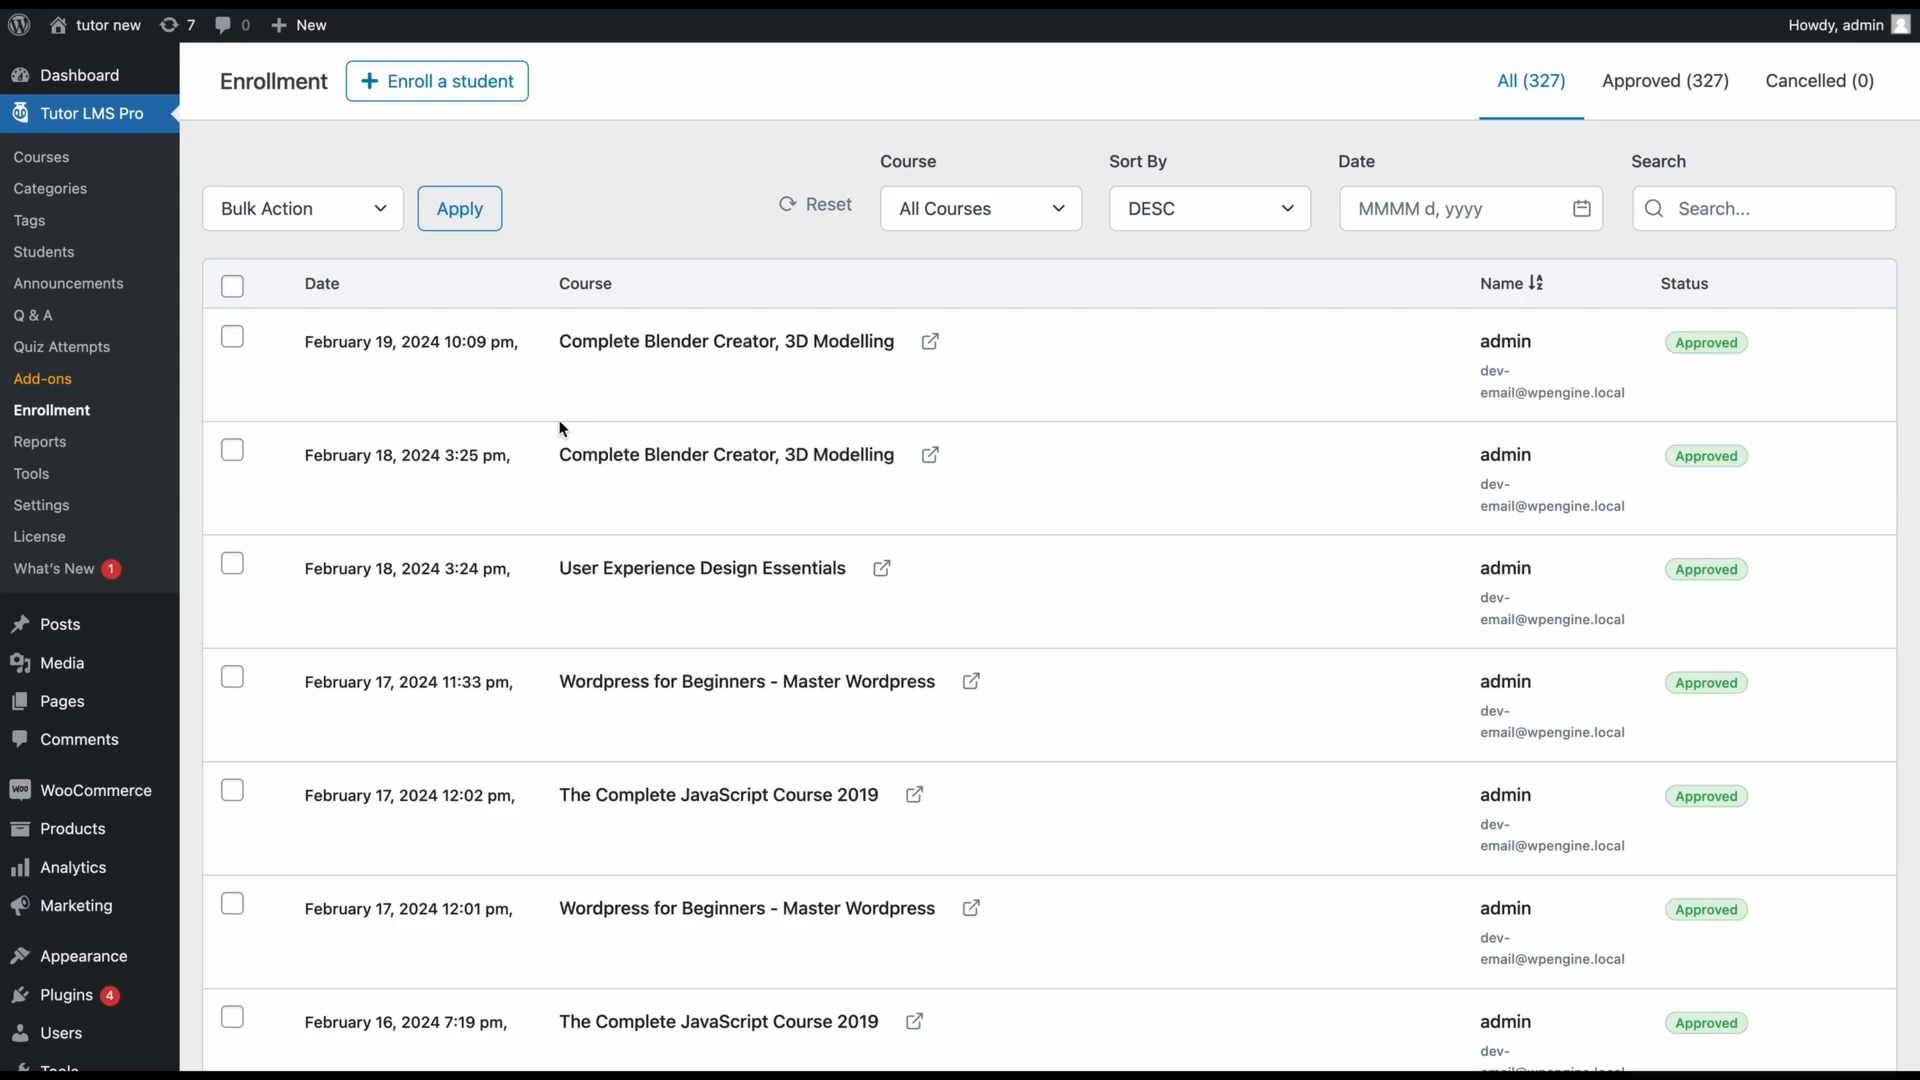 tutor new 7 0 New Howdy, admin
Dashboard
Tutor LMS Pro
Courses
Categories
Tags
Students
Announcements
Q & A
Quiz Attempts
Add-ons
Enrollment
Reports
Tools
Settings
License
What's New 1
Posts
Media
Pages
Comments
WooCommerce
Products
Analytics
Marketing
Appearance
Plugins 4
Users
Tools
Enrollment Enroll a student All (327) Approved (327) Cancelled (0)
Course Sort By Date Search
Bulk Action Apply Reset All Courses DESC MMMM d, yyyy Search...
Date Course Name Status
February 19, 2024 10:09 pm, Complete Blender Creator, 3D Modelling admin Approved
dev-
email@wpengine.local
February 18, 2024 3:25 pm, Complete Blender Creator, 3D Modelling admin Approved
dev-
email@wpengine.local
February 18, 2024 3:24 pm, User Experience Design Essentials admin Approved
dev-
email@wpengine.local
February 17, 2024 11:33 pm, Wordpress for Beginners - Master Wordpress admin Approved
dev-
email@wpengine.local
February 17, 2024 12:02 pm, The Complete JavaScript Course 2019 admin Approved
dev-
email@wpengine.local
February 17, 2024 12:01 pm, Wordpress for Beginners - Master Wordpress admin Approved
dev-
email@wpengine.local
February 16, 2024 7:19 pm, The Complete JavaScript Course 2019 admin Approved
dev-